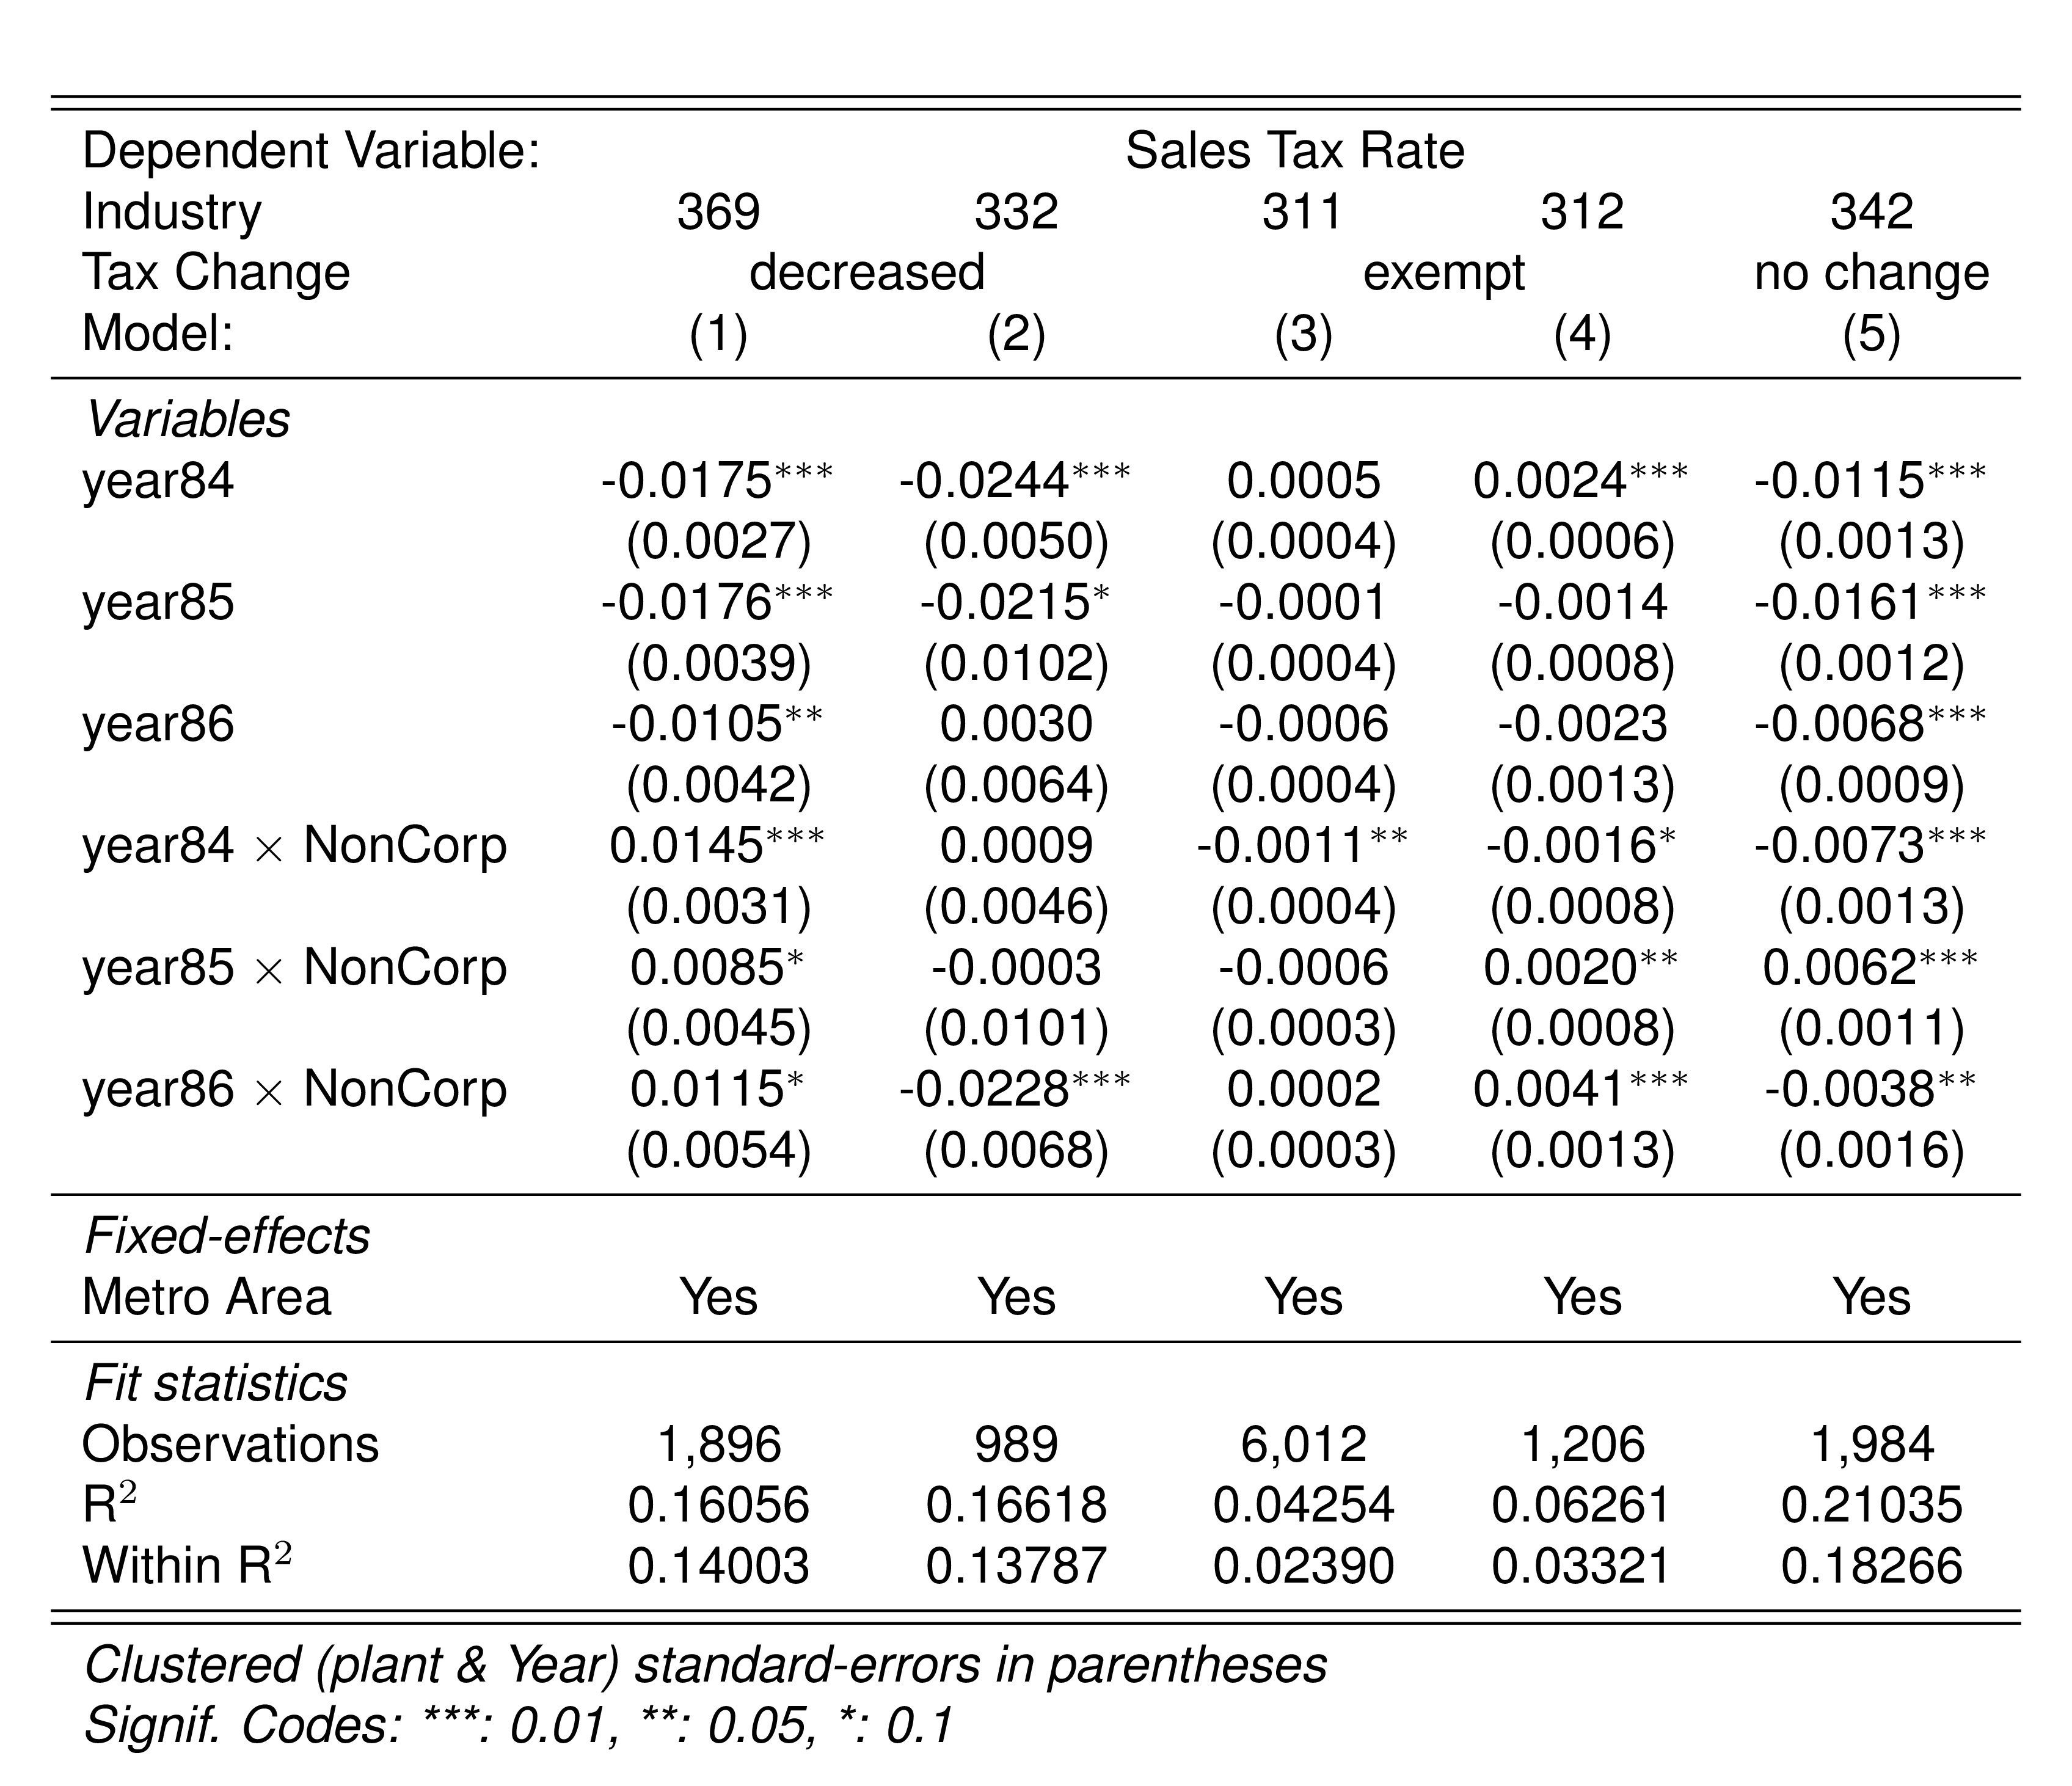 Dependent Variable: Sales Tax Rate
Industry 369 332 311 312 342
Tax Change decreased exempt no change
Model: (1) (2) (3) (4) (5)
Variables
year84 -0.0175*** -0.0244*** 0.0005 0.0024*** -0.0115***
(0.0027) (0.0050) (0.0004) (0.0006) (0.0013)
year85 -0.0176*** -0.0215* -0.0001 -0.0014 -0.0161***
(0.0039) (0.0102) (0.0004) (0.0008) (0.0012)
year86 -0.0105** 0.0030 -0.0006 -0.0023 -0.0068***
(0.0042) (0.0064) (0.0004) (0.0013) (0.0009)
year84 × NonCorp 0.0145*** 0.0009 -0.0011** -0.0016* -0.0073***
(0.0031) (0.0046) (0.0004) (0.0008) (0.0013)
year85 × NonCorp 0.0085* -0.0003 -0.0006 0.0020** 0.0062***
(0.0045) (0.0101) (0.0003) (0.0008) (0.0011)
year86 × NonCorp 0.0115* -0.0228*** 0.0002 0.0041*** -0.0038**
(0.0054) (0.0068) (0.0003) (0.0013) (0.0016)
Fixed-effects
Metro Area Yes Yes Yes Yes Yes
Fit statistics
Observations 1,896 989 6,012 1,206 1,984
R² 0.16056 0.16618 0.04254 0.06261 0.21035
Within R² 0.14003 0.13787 0.02390 0.03321 0.18266
Clustered (plant & Year) standard-errors in parentheses
Signif. Codes: ***: 0.01, **: 0.05, *: 0.1